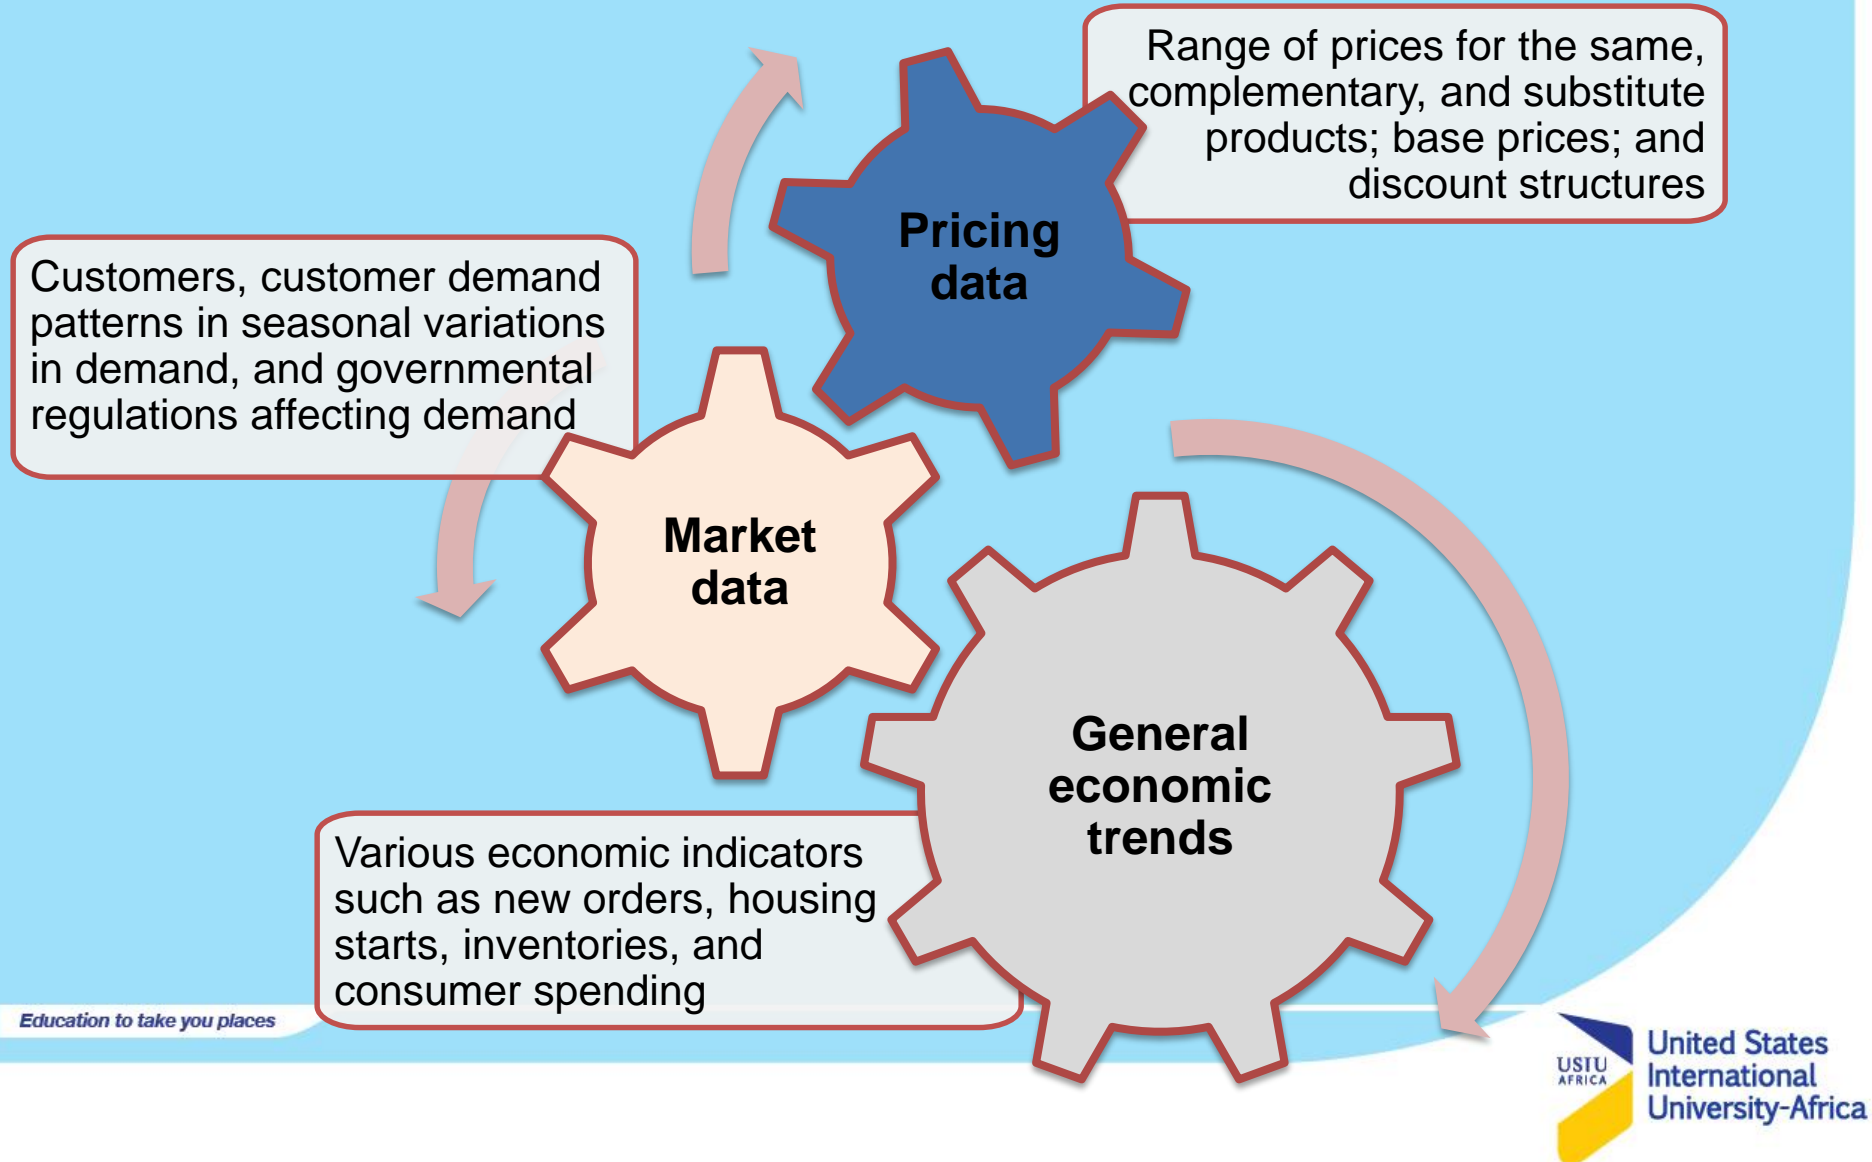 Range of prices for the same,
complementary, and substitute
products; base prices; and
discount structures
Pricing
data
Customers, customer demand
patterns in seasonal variations
in demand, and governmental
regulations affecting demand
Market
data
General
economic
trends
Various economic indicators
such as new orders, housing
starts, inventories, and
consumer spending
Education to take you places
USIU
AFRICA
United States
International
University-Africa